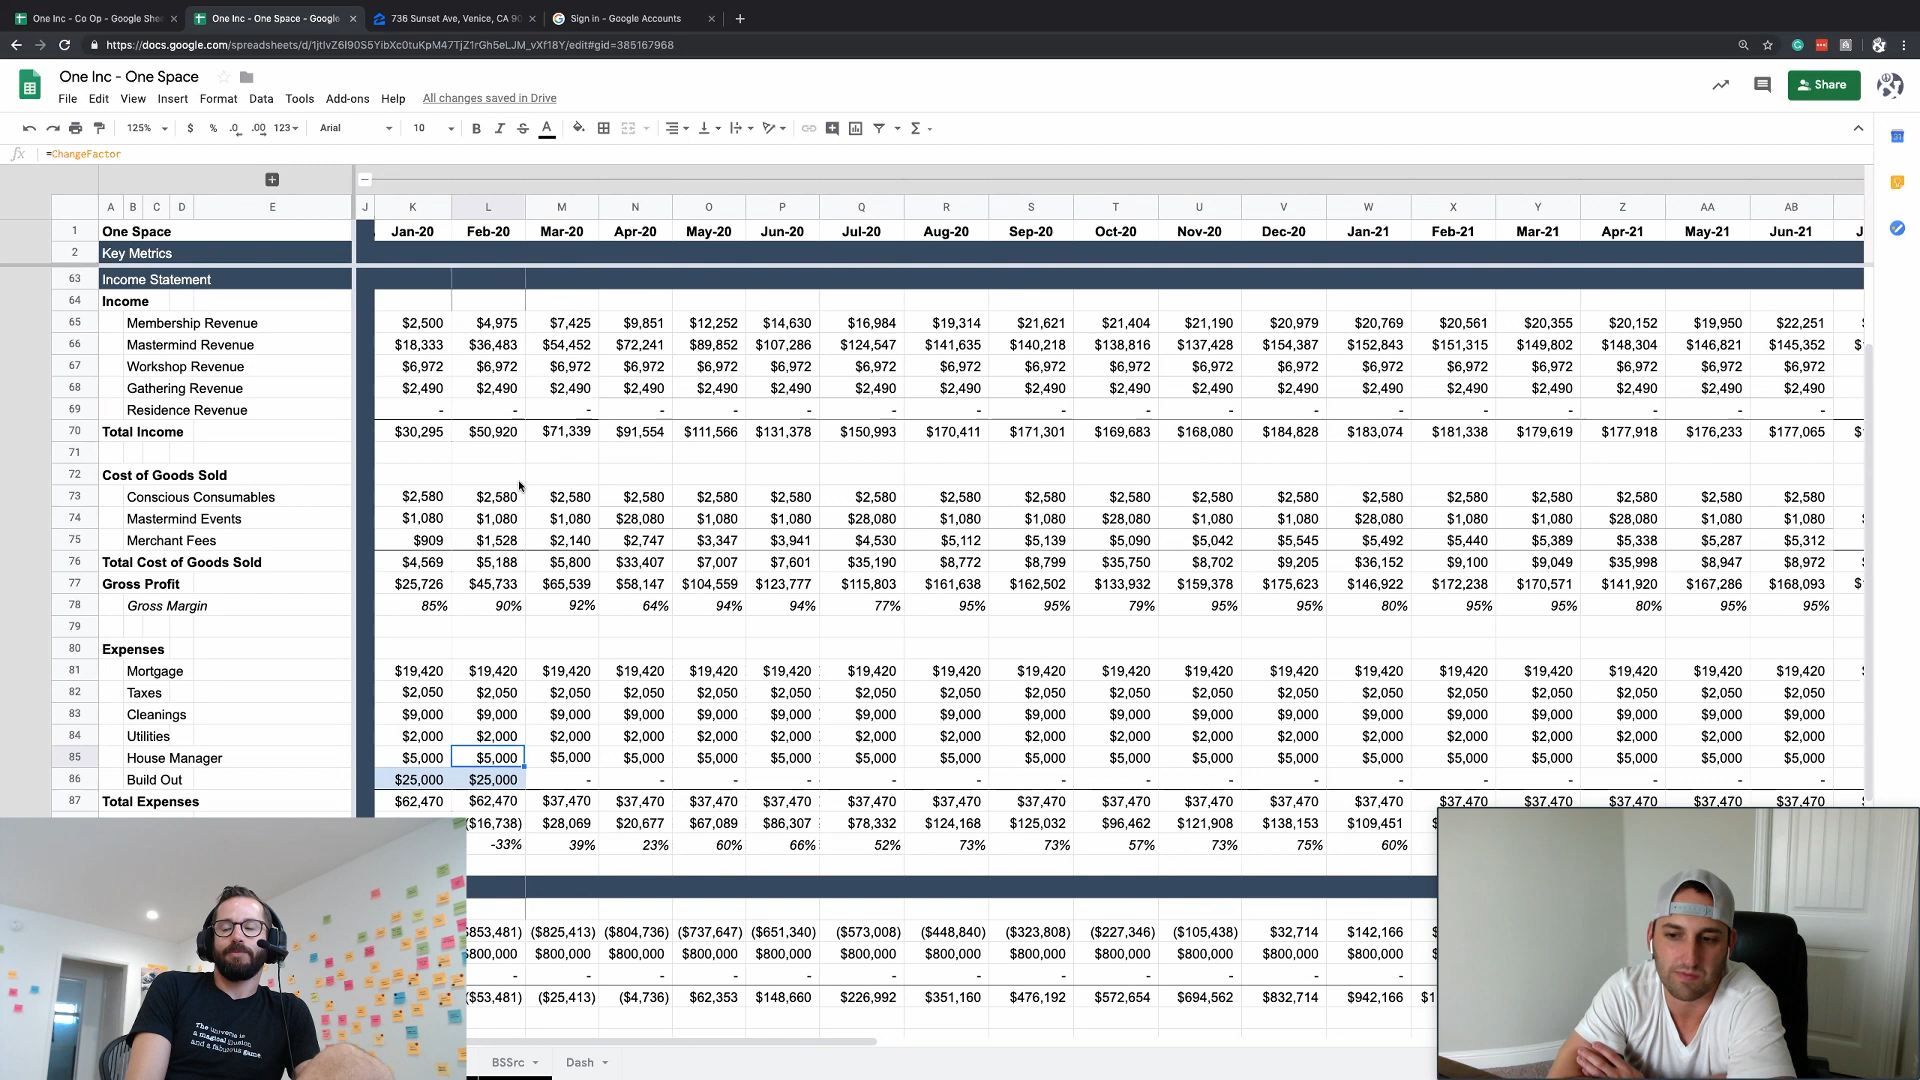 One Inc - Co Op - Google She
One Inc - One Space - Google
736 Sunset Ave, Venice, CA 90
Sign in - Google Accounts
https://docs.google.com/spreadsheets/d/1jtIvZ6I90S5YibXc0tuKpM47TjZ1rGh5eLJM_vXf18Y/edit#gid=385167968
One Inc - One Space
File Edit View Insert Format Data Tools Add-ons Help All changes saved in Drive
Share
125% $ % .0 .00 123 Arial 10 B I S A Σ
fx =ChangeFactor
A B C D E J K L M N O P Q R S T U V W X Y Z AA AB
1 One Space Jan-20 Feb-20 Mar-20 Apr-20 May-20 Jun-20 Jul-20 Aug-20 Sep-20 Oct-20 Nov-20 Dec-20 Jan-21 Feb-21 Mar-21 Apr-21 May-21 Jun-21 J
2 Key Metrics
63 Income Statement
64 Income
65 Membership Revenue $2,500 $4,975 $7,425 $9,851 $12,252 $14,630 $16,984 $19,314 $21,621 $21,404 $21,190 $20,979 $20,769 $20,561 $20,355 $20,152 $19,950 $22,251
66 Mastermind Revenue $18,333 $36,483 $54,452 $72,241 $89,852 $107,286 $124,547 $141,635 $140,218 $138,816 $137,428 $154,387 $152,843 $151,315 $149,802 $148,304 $146,821 $145,352
67 Workshop Revenue $6,972 $6,972 $6,972 $6,972 $6,972 $6,972 $6,972 $6,972 $6,972 $6,972 $6,972 $6,972 $6,972 $6,972 $6,972 $6,972 $6,972 $6,972
68 Gathering Revenue $2,490 $2,490 $2,490 $2,490 $2,490 $2,490 $2,490 $2,490 $2,490 $2,490 $2,490 $2,490 $2,490 $2,490 $2,490 $2,490 $2,490 $2,490
69 Residence Revenue - - - - - - - - - - - - - - - - - -
70 Total Income $30,295 $50,920 $71,339 $91,554 $111,566 $131,378 $150,993 $170,411 $171,301 $169,683 $168,080 $184,828 $183,074 $181,338 $179,619 $177,918 $176,233 $177,065
71
72 Cost of Goods Sold
73 Conscious Consumables $2,580 $2,580 $2,580 $2,580 $2,580 $2,580 $2,580 $2,580 $2,580 $2,580 $2,580 $2,580 $2,580 $2,580 $2,580 $2,580 $2,580 $2,580
74 Mastermind Events $1,080 $1,080 $1,080 $28,080 $1,080 $1,080 $28,080 $1,080 $1,080 $28,080 $1,080 $1,080 $28,080 $1,080 $1,080 $28,080 $1,080 $1,080
75 Merchant Fees $909 $1,528 $2,140 $2,747 $3,347 $3,941 $4,530 $5,112 $5,139 $5,090 $5,042 $5,545 $5,492 $5,440 $5,389 $5,338 $5,287 $5,312
76 Total Cost of Goods Sold $4,569 $5,188 $5,800 $33,407 $7,007 $7,601 $35,190 $8,772 $8,799 $35,750 $8,702 $9,205 $36,152 $9,100 $9,049 $35,998 $8,947 $8,972
77 Gross Profit $25,726 $45,733 $65,539 $58,147 $104,559 $123,777 $115,803 $161,638 $162,502 $133,932 $159,378 $175,623 $146,922 $172,238 $170,571 $141,920 $167,286 $168,093
78 Gross Margin 85% 90% 92% 64% 94% 94% 77% 95% 95% 79% 95% 95% 80% 95% 95% 80% 95% 95%
79
80 Expenses
81 Mortgage $19,420 $19,420 $19,420 $19,420 $19,420 $19,420 $19,420 $19,420 $19,420 $19,420 $19,420 $19,420 $19,420 $19,420 $19,420 $19,420 $19,420 $19,420
82 Taxes $2,050 $2,050 $2,050 $2,050 $2,050 $2,050 $2,050 $2,050 $2,050 $2,050 $2,050 $2,050 $2,050 $2,050 $2,050 $2,050 $2,050 $2,050
83 Cleanings $9,000 $9,000 $9,000 $9,000 $9,000 $9,000 $9,000 $9,000 $9,000 $9,000 $9,000 $9,000 $9,000 $9,000 $9,000 $9,000 $9,000 $9,000
84 Utilities $2,000 $2,000 $2,000 $2,000 $2,000 $2,000 $2,000 $2,000 $2,000 $2,000 $2,000 $2,000 $2,000 $2,000 $2,000 $2,000 $2,000 $2,000
85 House Manager $5,000 $5,000 $5,000 $5,000 $5,000 $5,000 $5,000 $5,000 $5,000 $5,000 $5,000 $5,000 $5,000 $5,000 $5,000 $5,000 $5,000 $5,000
86 Build Out $25,000 $25,000 - - - - - - - - - - - - - - - -
87 Total Expenses $62,470 $62,470 $37,470 $37,470 $37,470 $37,470 $37,470 $37,470 $37,470 $37,470 $37,470 $37,470 $37,470 $37,470 $37,470 $37,470 $37,470 $37,470
($16,738) $28,069 $20,677 $67,089 $86,307 $78,332 $124,168 $125,032 $96,462 $121,908 $138,153 $109,451
-33% 39% 23% 60% 66% 52% 73% 73% 57% 73% 75% 60%
$853,481) ($825,413) ($804,736) ($737,647) ($651,340) ($573,008) ($448,840) ($323,808) ($227,346) ($105,438) $32,714 $142,166
$800,000 $800,000 $800,000 $800,000 $800,000 $800,000 $800,000 $800,000 $800,000 $800,000 $800,000 $800,000
- - - - - - - - - - - -
($53,481) ($25,413) ($4,736) $62,353 $148,660 $226,992 $351,160 $476,192 $572,654 $694,562 $832,714 $942,166 $1
BSSrc Dash
The universe is
a magical illusion
and a fabulous game.